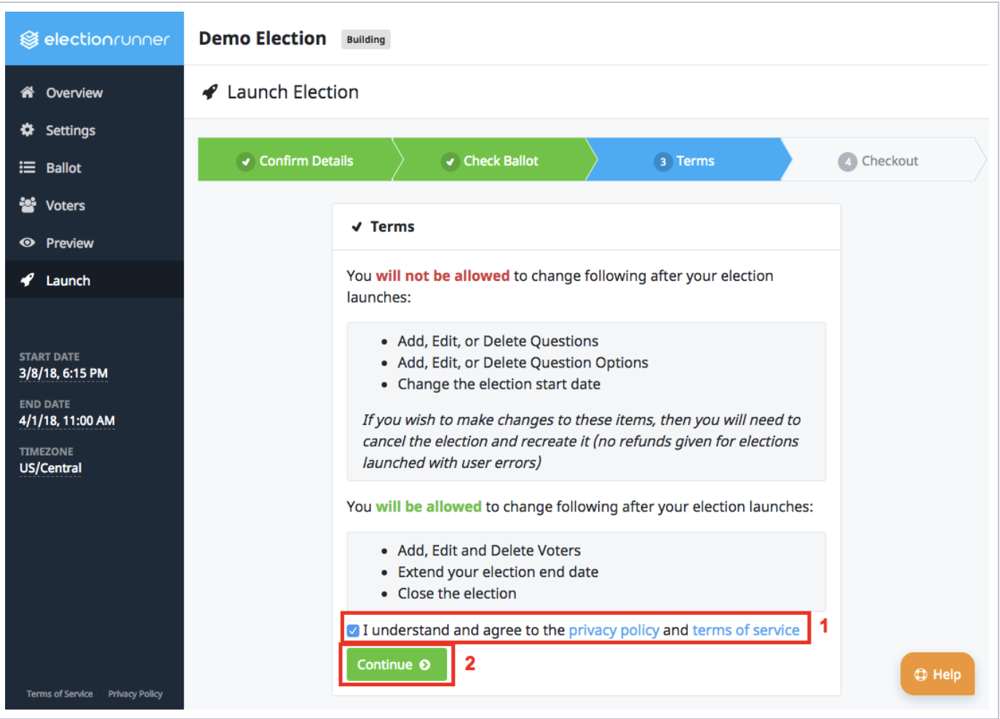 electionrunner
Demo Election Building
Overview
Settings
Ballot
Voters
Preview
Launch
START DATE
3/8/18, 6:15 PM
END DATE
4/1/18, 11:00 AM
TIMEZONE
US/Central
Terms of Service Privacy Policy
Launch Election
Confirm Details
Check Ballot
3 Terms
4 Checkout
Terms
You will not be allowed to change following after your election
launches:
• Add, Edit, or Delete Questions
• Add, Edit, or Delete Question Options
• Change the election start date
If you wish to make changes to these items, then you will need to
cancel the election and recreate it (no refunds given for elections
launched with user errors)
You will be allowed to change following after your election launches:
• Add, Edit and Delete Voters
• Extend your election end date
• Close the election
I understand and agree to the privacy policy and terms of service 1
Continue 2
Help